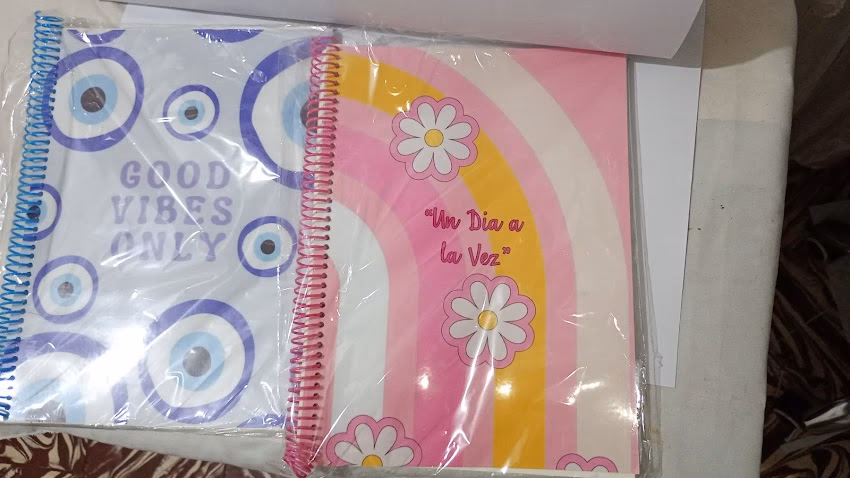 GOOD
VIBES
ONLY
“Un Dia a
la Vez”